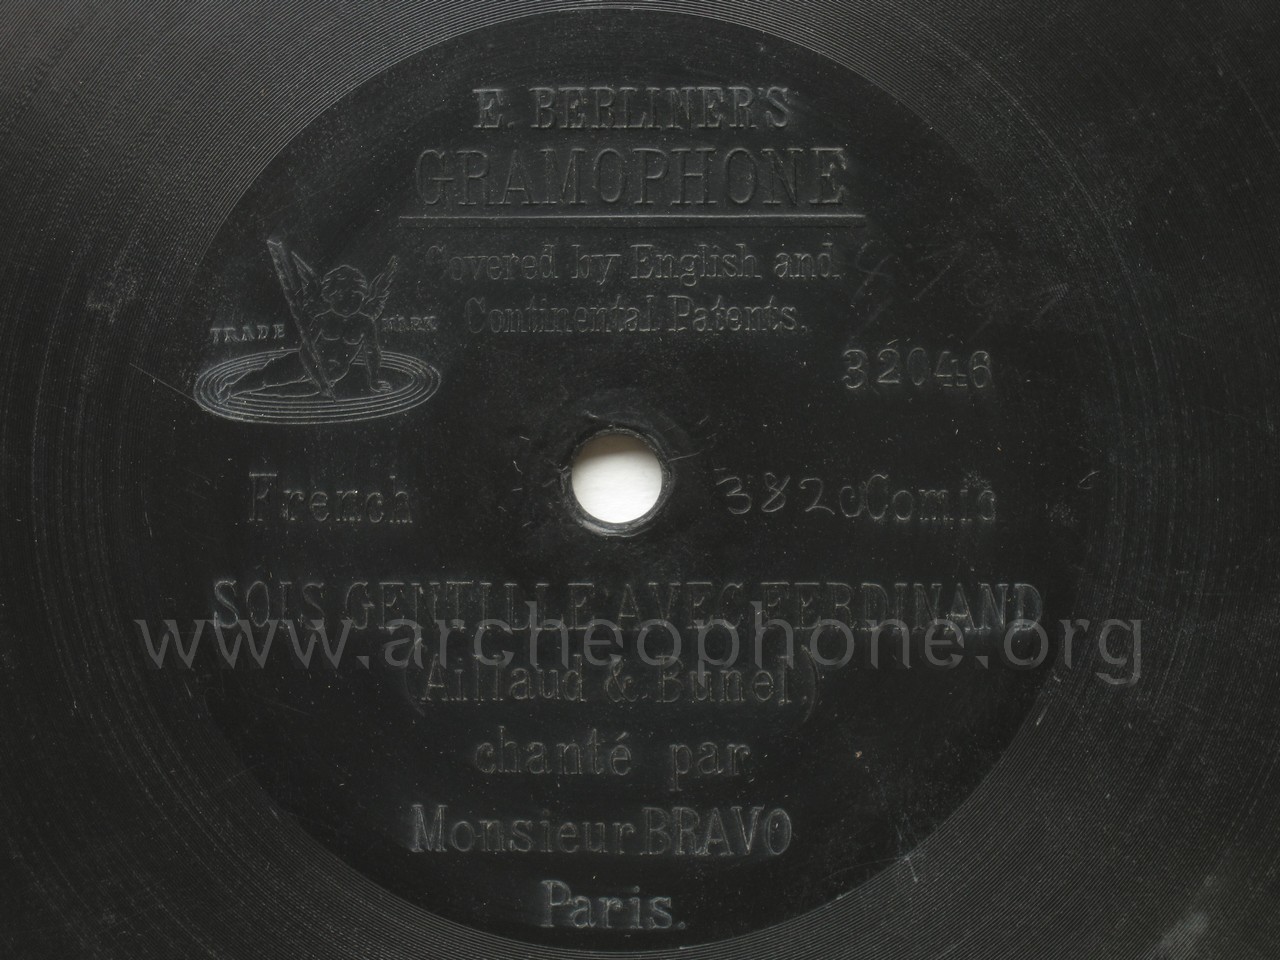 E. BERLINER'S
GRAMOPHONE
Covered by English and
Continental Patents.
TRADE MARK
32046
French 3820 Comic
SOIS GENTILLE AVEC FERDINAND
www.archeophone.org
(Aillaud & Bunel)
chanté par
Monsieur BRAVO
Paris.